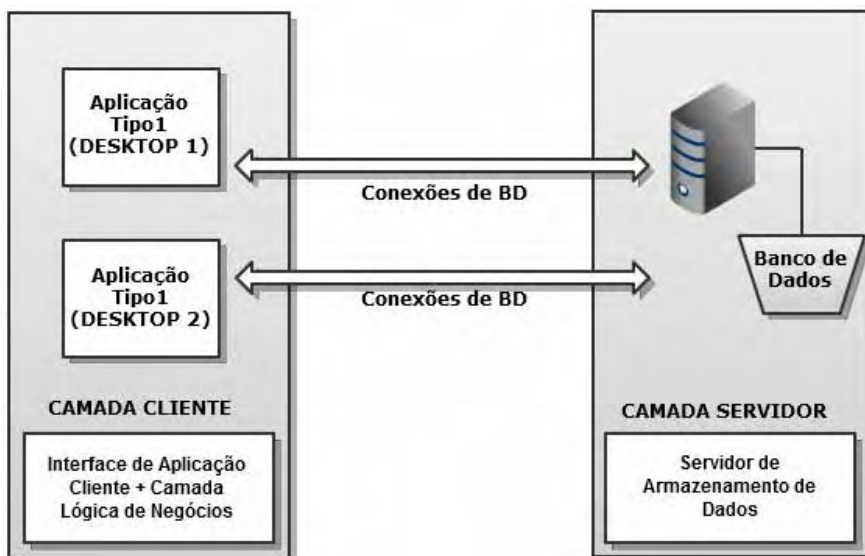 Aplicação
Tipo1
(DESKTOP 1)
Conexões de BD
Aplicação
Tipo1
(DESKTOP 2)
Conexões de BD
Banco de
Dados
CAMADA CLIENTE
CAMADA SERVIDOR
Interface de Aplicação
Cliente + Camada
Lógica de Negócios
Servidor de
Armazenamento de
Dados